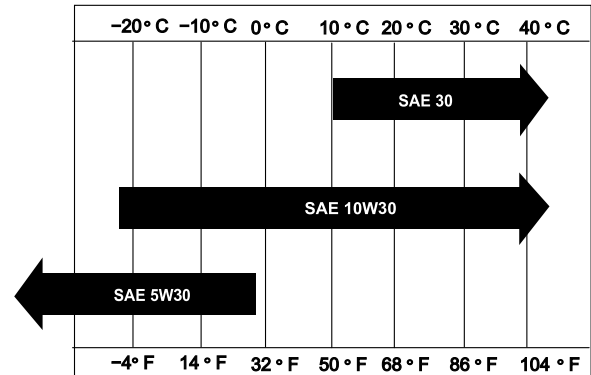 −20° C −10° C 0° C 10° C 20° C 30° C 40° C
SAE 30
SAE 10W30
SAE 5W30
−4° F 14° F 32° F 50° F 68° F 86° F 104° F